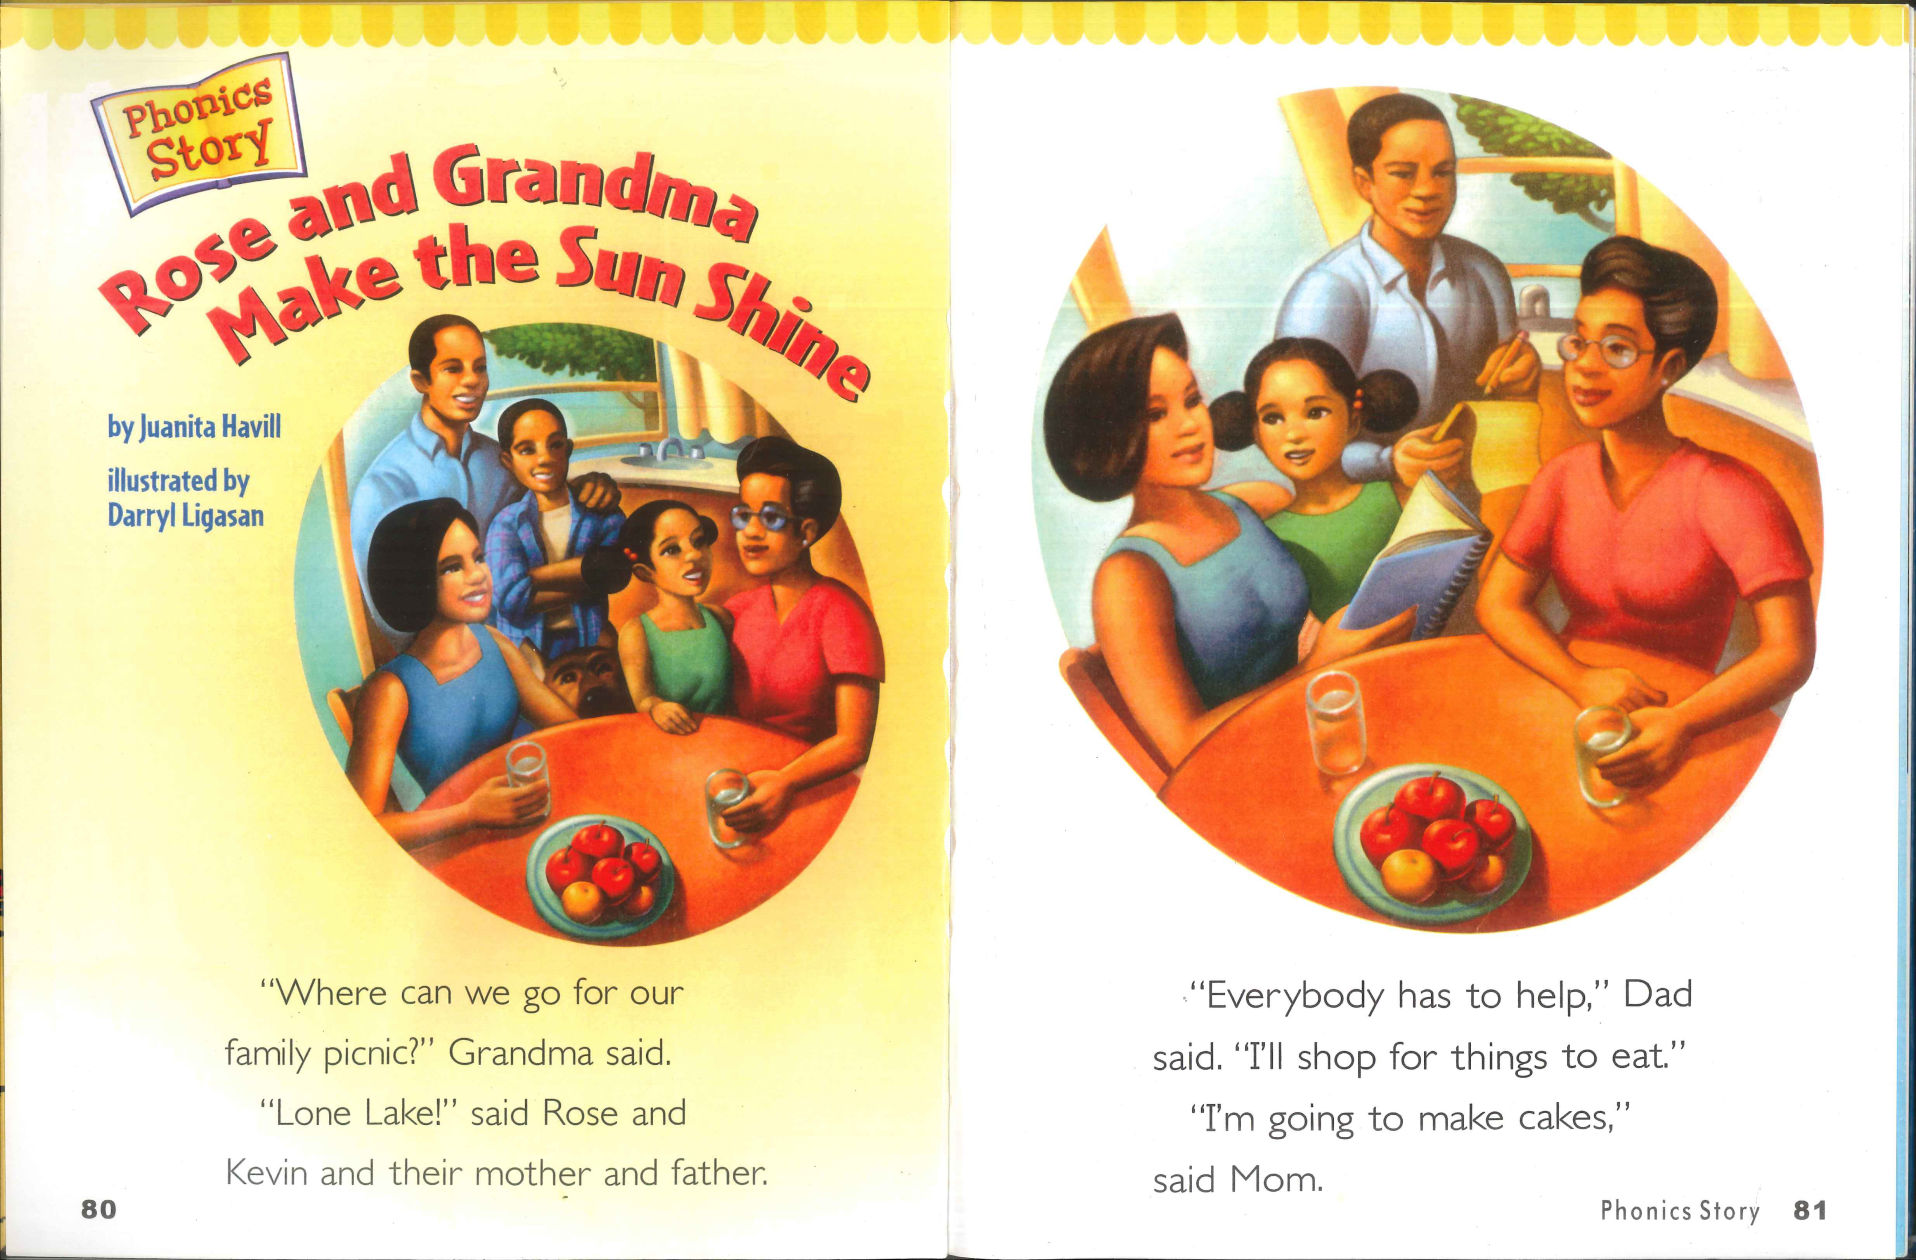 Phonics
Story
Rose and Grandma
Make the Sun Shine
by Juanita Havill
illustrated by
Darryl Ligasan
“Where can we go for our
family picnic?” Grandma said.
“Lone Lake!” said Rose and
Kevin and their mother and father.
80
“Everybody has to help,” Dad
said. “I’ll shop for things to eat.”
“I’m going to make cakes,”
said Mom.
Phonics Story 81